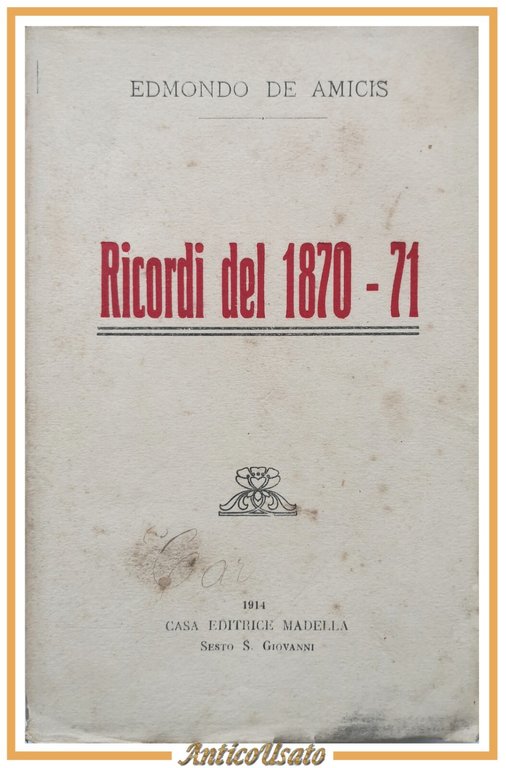 EDMONDO DE AMICIS
Ricordi del 1870 - 71
1914
CASA EDITRICE MADELLA
SESTO S. GIOVANNI
AnticoUsato